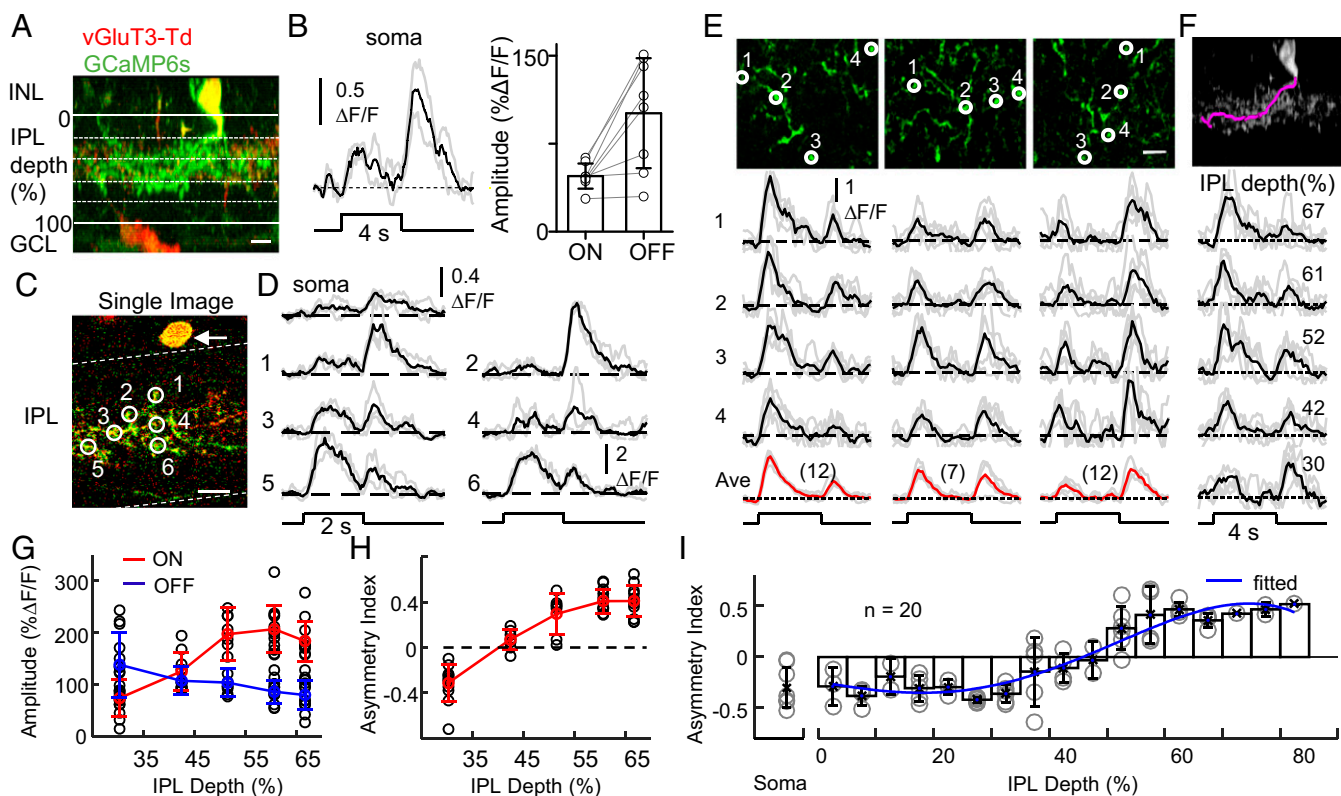 A
vGluT3-Td
GCaMP6s
INL
0
IPL
depth
(%)
100
GCL
B
soma
0.5
ΔF/F
4 s
Amplitude (%ΔF/F)
150
0
ON
OFF
C
Single Image
IPL
1
2
3
4
5
6
D
soma
0.4
ΔF/F
1
2
3
4
5
6
2
ΔF/F
2 s
E
1
2
3
4
1
2
3
4
1
2
3
4
1
ΔF/F
1
2
3
4
Ave
(12)
(7)
(12)
F
IPL depth(%)
67
61
52
42
30
4 s
G
ON
OFF
Amplitude (%ΔF/F)
300
200
100
0
35
45
55
65
IPL Depth (%)
H
Asymmetry Index
0.4
0
-0.4
35
45
55
65
IPL Depth (%)
I
Asymmetry Index
0.5
0
-0.5
n = 20
fitted
Soma
0
20
40
60
80
IPL Depth (%)